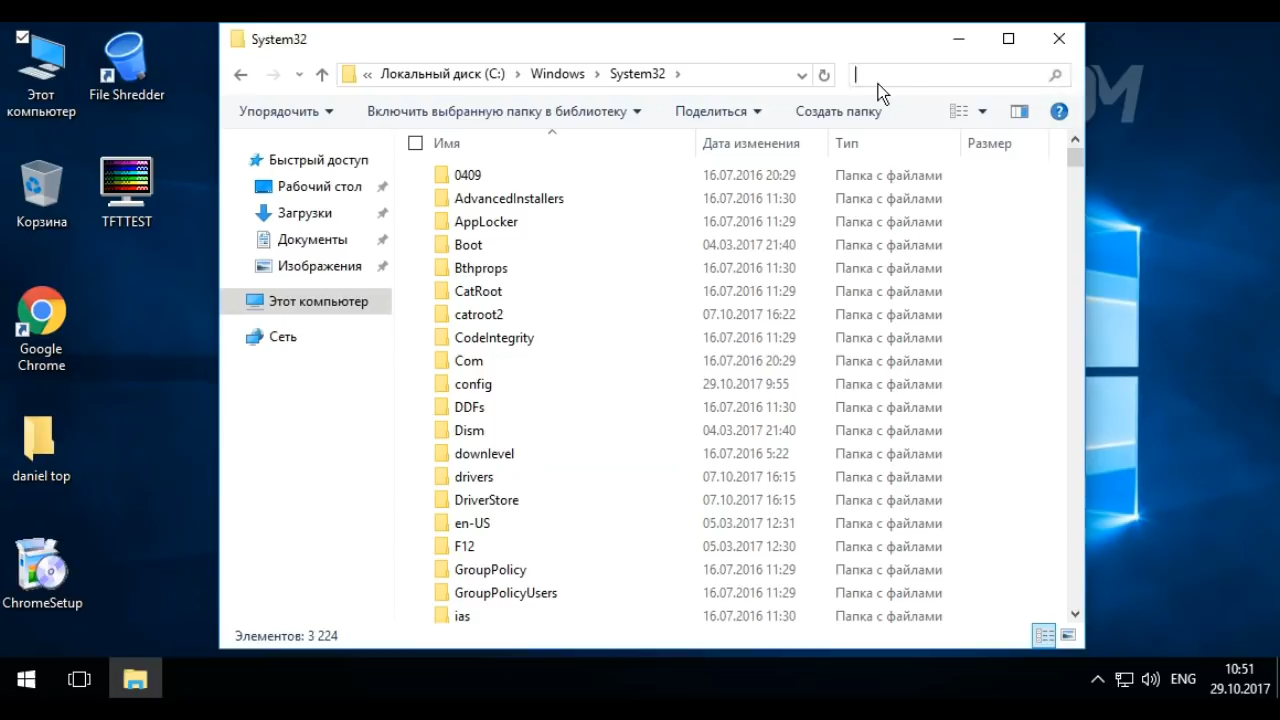 System32
« Локальный диск (C:) › Windows › System32 ›
Упорядочить Включить выбранную папку в библиотеку Поделиться Создать папку
Имя Дата изменения Тип Размер
Быстрый доступ
Рабочий стол
Загрузки
Документы
Изображения
Этот компьютер
Сеть
0409 16.07.2016 20:29 Папка с файлами
AdvancedInstallers 16.07.2016 11:30 Папка с файлами
AppLocker 16.07.2016 11:29 Папка с файлами
Boot 04.03.2017 21:40 Папка с файлами
Bthprops 16.07.2016 11:30 Папка с файлами
CatRoot 16.07.2016 11:29 Папка с файлами
catroot2 07.10.2017 16:22 Папка с файлами
CodeIntegrity 16.07.2016 11:29 Папка с файлами
Com 16.07.2016 20:29 Папка с файлами
config 29.10.2017 9:55 Папка с файлами
DDFs 16.07.2016 11:30 Папка с файлами
Dism 04.03.2017 21:40 Папка с файлами
downlevel 16.07.2016 5:22 Папка с файлами
drivers 07.10.2017 16:15 Папка с файлами
DriverStore 07.10.2017 16:15 Папка с файлами
en-US 05.03.2017 12:31 Папка с файлами
F12 05.03.2017 12:30 Папка с файлами
GroupPolicy 16.07.2016 11:29 Папка с файлами
GroupPolicyUsers 16.07.2016 11:29 Папка с файлами
ias 16.07.2016 11:30 Папка с файлами
Элементов: 3 224
Этот
компьютер
File Shredder
Корзина
TFTTEST
Google
Chrome
daniel top
ChromeSetup
ENG
10:51
29.10.2017